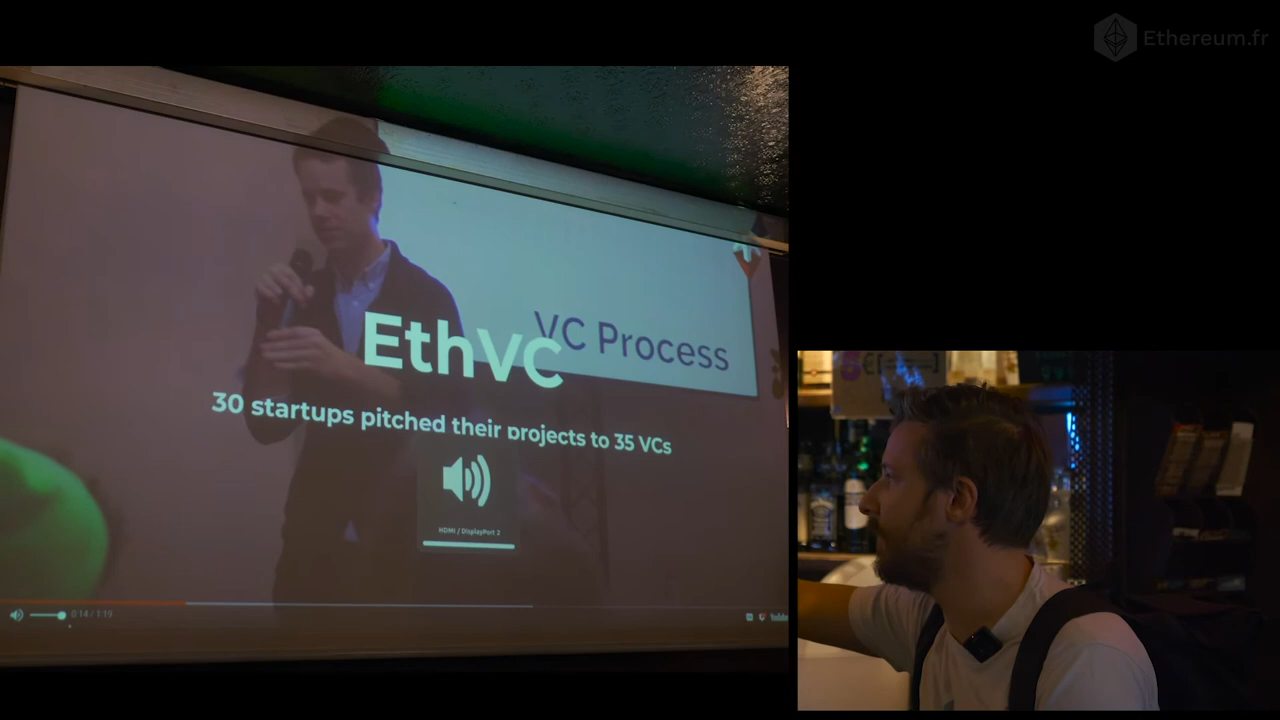 Ethereum.fr
VC Process
EthVC
30 startups pitched their projects to 35 VCs
HDMI / DisplayPort 2
0:14 / 1:19